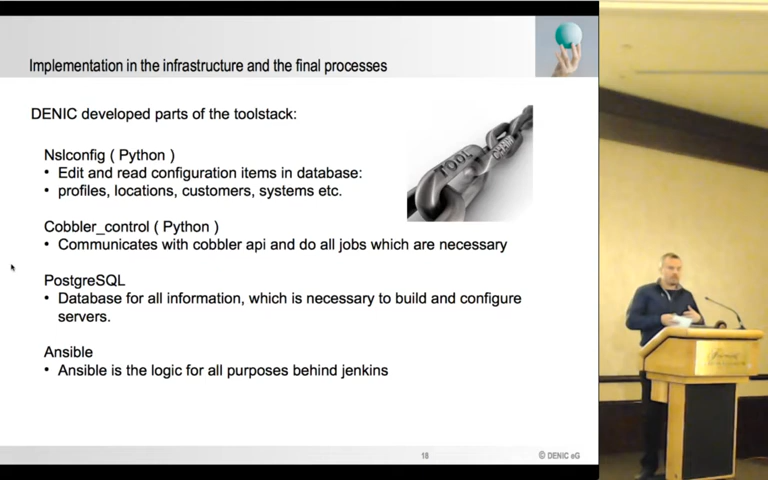 Implementation in the infrastructure and the final processes
DENIC developed parts of the toolstack:
Nslconfig ( Python )
• Edit and read configuration items in database:
• profiles, locations, customers, systems etc.
TOOL
CHAIN
Cobbler_control ( Python )
• Communicates with cobbler api and do all jobs which are necessary
PostgreSQL
• Database for all information, which is necessary to build and configure
servers.
Ansible
• Ansible is the logic for all purposes behind jenkins
18
© DENIC eG